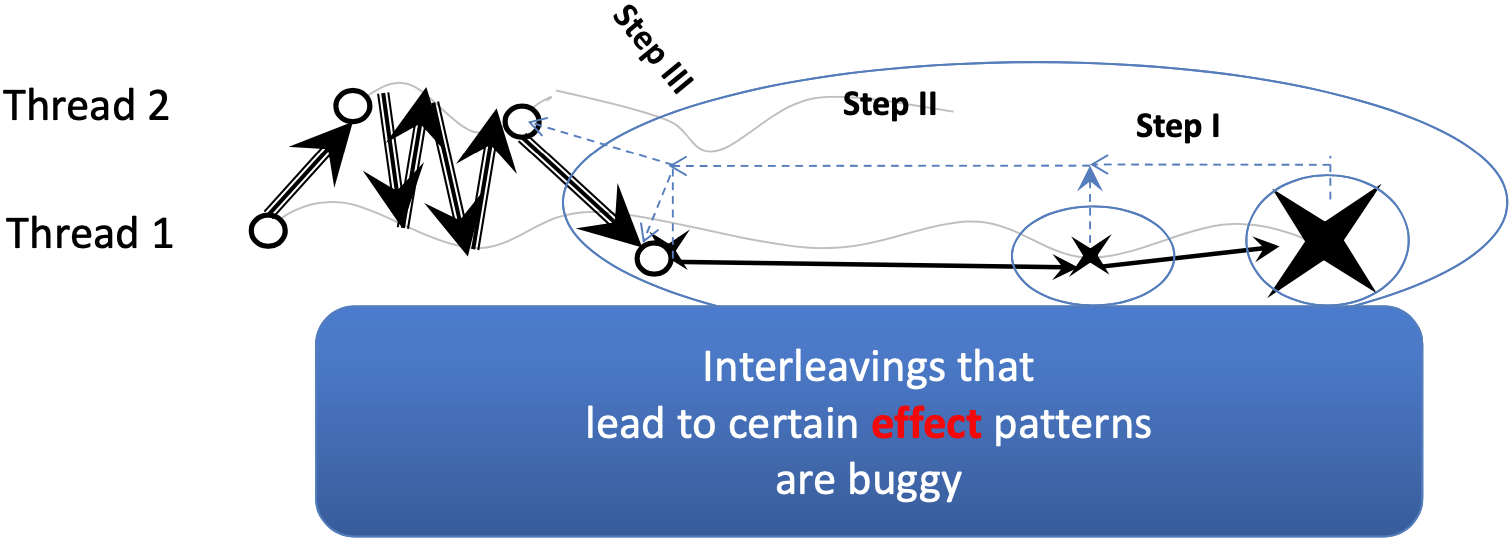 Step III
Thread 2
Step II
Step I
Thread 1
Interleavings that
lead to certain effect patterns
are buggy